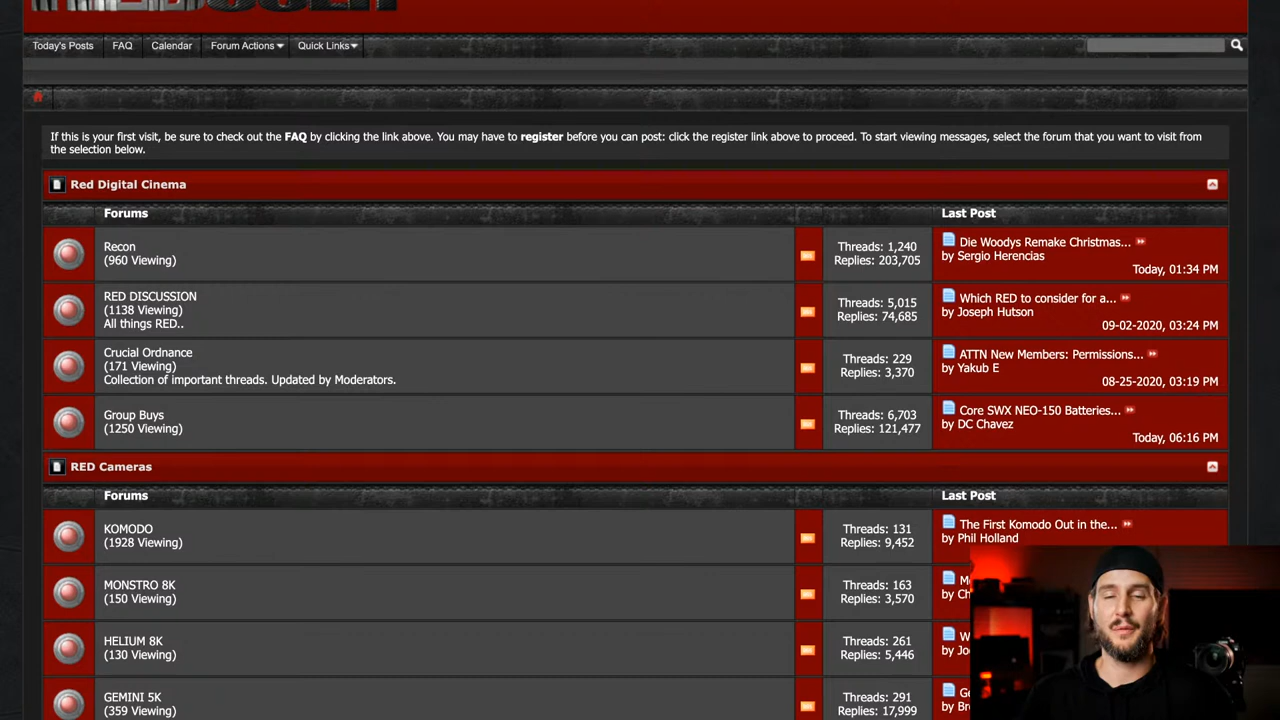 Today's Posts FAQ Calendar Forum Actions Quick Links
If this is your first visit, be sure to check out the FAQ by clicking the link above. You may have to register before you can post: click the register link above to proceed. To start viewing messages, select the forum that you want to visit from
the selection below.
Red Digital Cinema
Forums Last Post
Recon
(960 Viewing)
Threads: 1,240
Replies: 203,705
Die Woodys Remake Christmas...
by Sergio Herencias
Today, 01:34 PM
RED DISCUSSION
(1138 Viewing)
All things RED..
Threads: 5,015
Replies: 74,685
Which RED to consider for a...
by Joseph Hutson
09-02-2020, 03:24 PM
Crucial Ordnance
(171 Viewing)
Collection of important threads. Updated by Moderators.
Threads: 229
Replies: 3,370
ATTN New Members: Permissions...
by Yakub E
08-25-2020, 03:19 PM
Group Buys
(1250 Viewing)
Threads: 6,703
Replies: 121,477
Core SWX NEO-150 Batteries...
by DC Chavez
Today, 06:16 PM
RED Cameras
Forums Last Post
KOMODO
(1928 Viewing)
Threads: 131
Replies: 9,452
The First Komodo Out in the...
by Phil Holland
MONSTRO 8K
(150 Viewing)
Threads: 163
Replies: 3,570
by
HELIUM 8K
(130 Viewing)
Threads: 261
Replies: 5,446
by
GEMINI 5K
(359 Viewing)
Threads: 291
Replies: 17,999
by